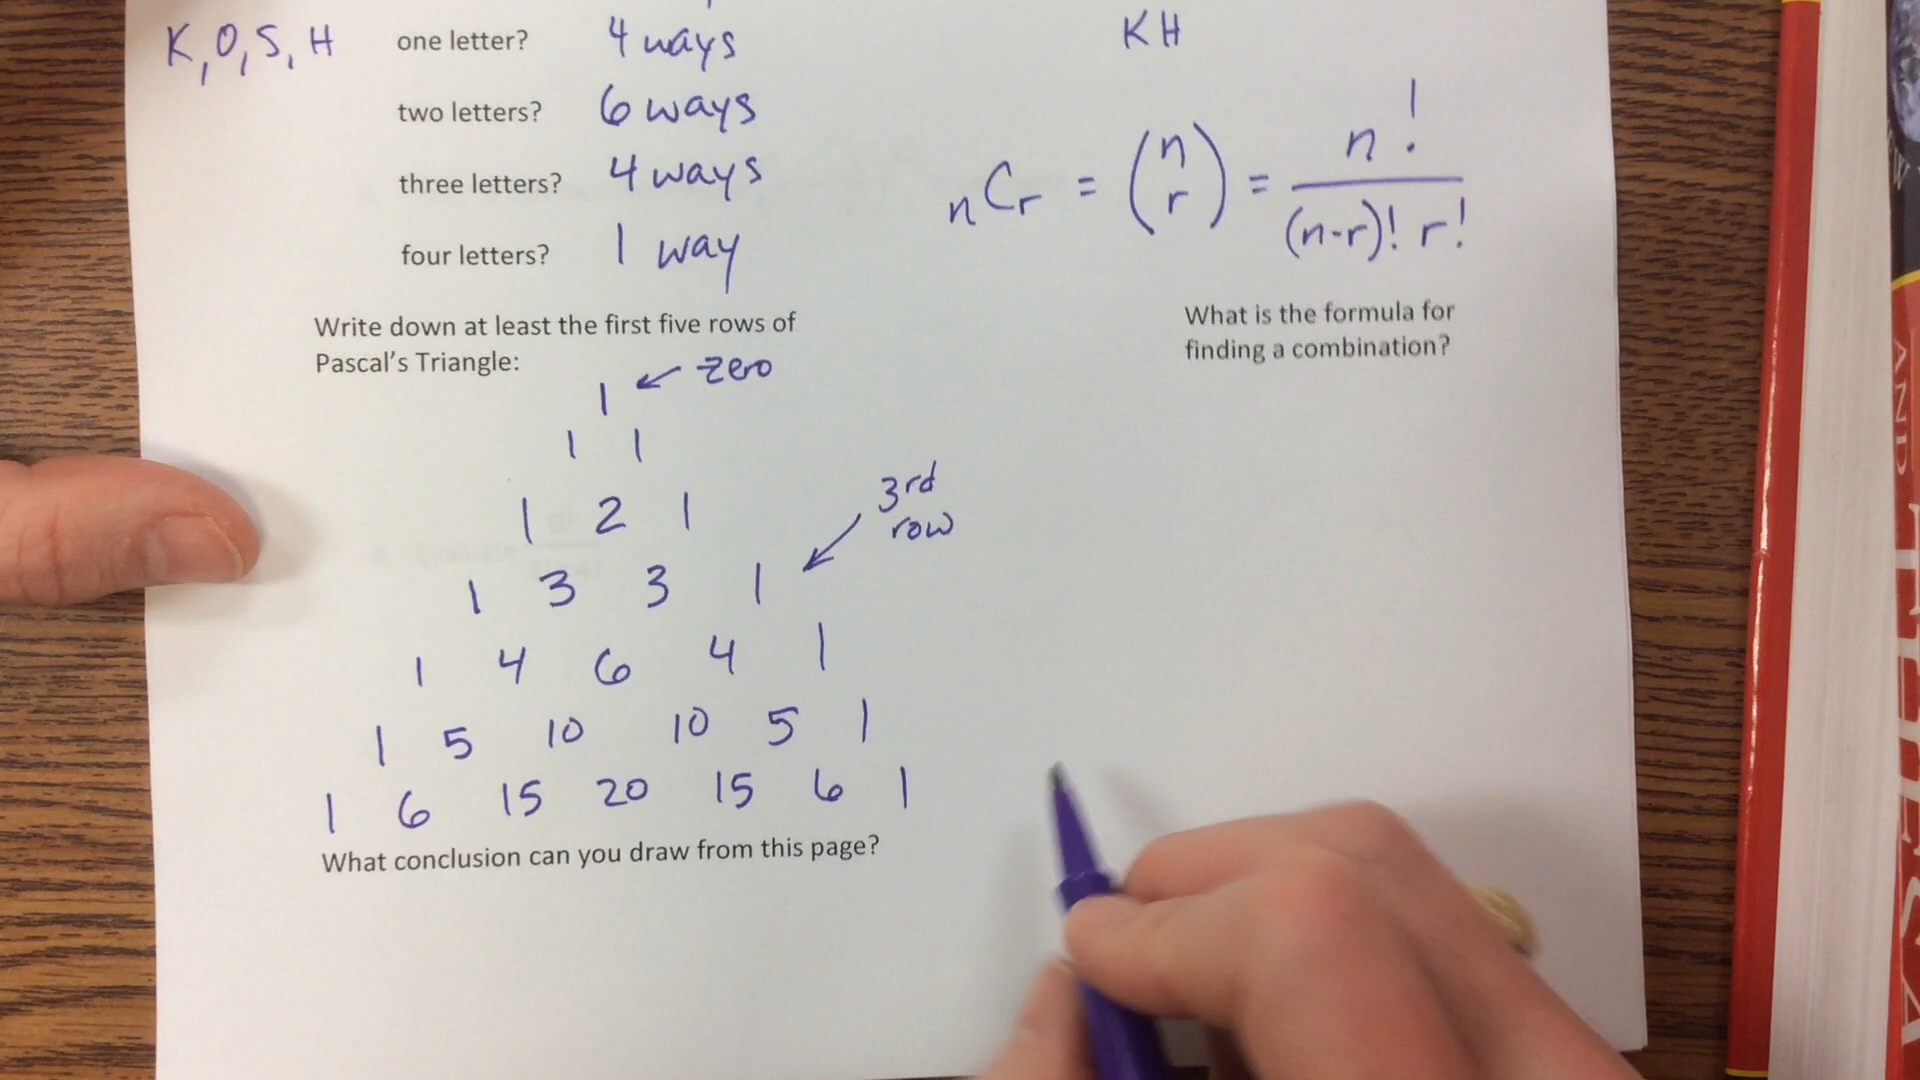 K, O, S, H one letter? 4 ways KH
two letters? 6 ways
three letters? 4 ways
four letters? 1 way
nCr = (n r) = n! / (n-r)! r!
Write down at least the first five rows of
Pascal's Triangle:
What is the formula for
finding a combination?
1 ← zero
1 1
1 2 1
3rd
row
1 3 3 1
1 4 6 4 1
1 5 10 10 5 1
1 6 15 20 15 6 1
What conclusion can you draw from this page?
AND